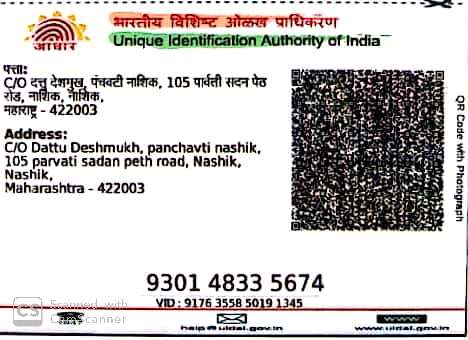 भारतीय विशिष्ट ओळख प्राधिकरण
Unique Identification Authority of India
आधार
पत्ता:
C/O दत्तु देशमुख, पंचवटी नाशिक, 105 पार्वती सदन पेठ
रोड, नाशिक, नाशिक,
महाराष्ट्र - 422003
Address:
C/O Dattu Deshmukh, panchavti nashik,
105 parvati sadan peth road, Nashik,
Nashik,
Maharashtra - 422003
QR Code with Photograph
9301 4833 5674
VID : 9176 3558 5019 1345
CS Scanned with
CamScanner
1947
help@uidai.gov.in
www.uidai.gov.in